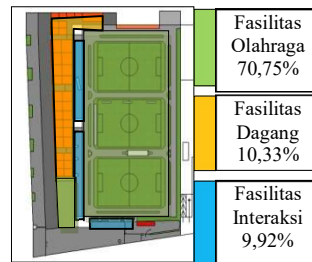 Fasilitas
Olahraga
70,75%
Fasilitas
Dagang
10,33%
Fasilitas
Interaksi
9,92%